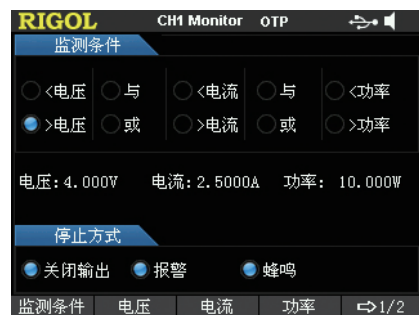 RIGOL CH1 Monitor OTP
监测条件
<电压 与 <电流 与 <功率
>电压 或 >电流 或 >功率
电压:4.000V 电流:2.5000A 功率: 10.000W
停止方式
关闭输出 报警 蜂鸣
监测条件 电压 电流 功率 ⇨1/2